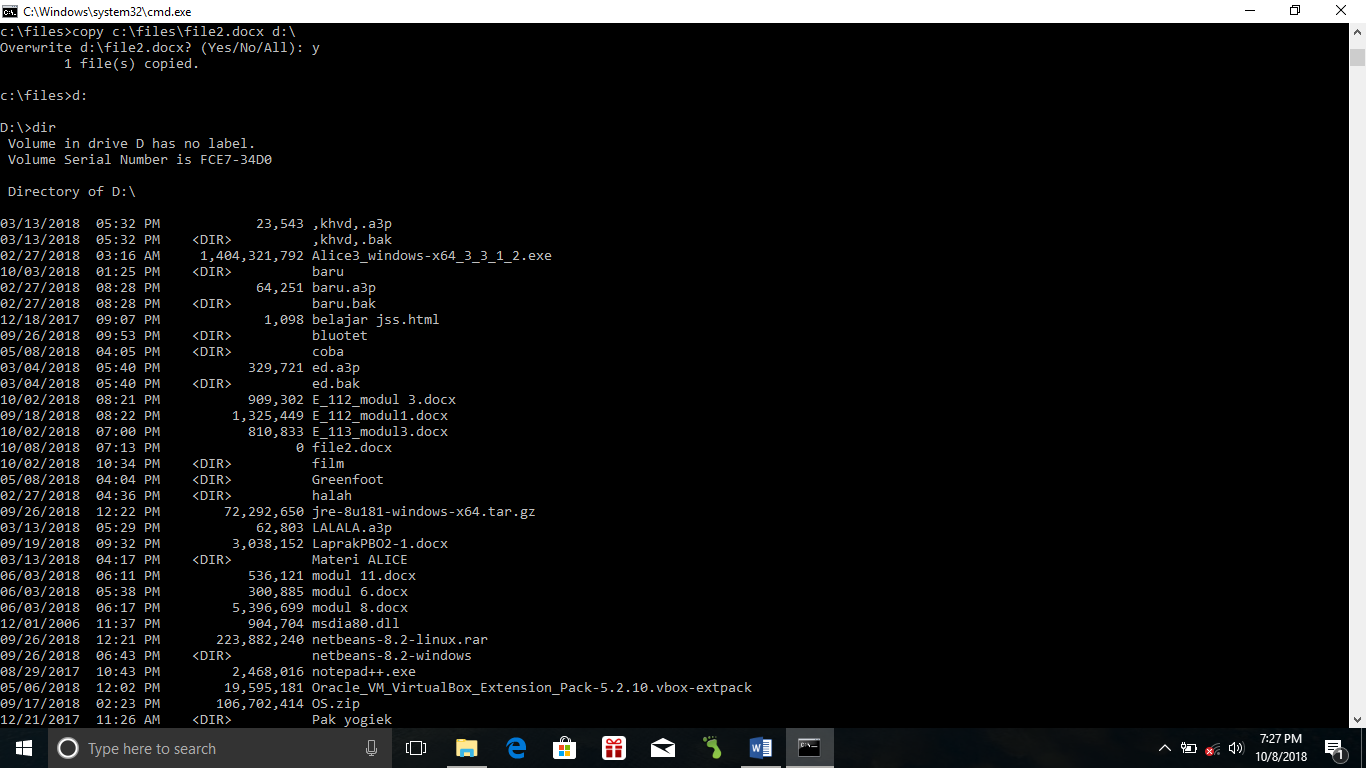 C:\Windows\system32\cmd.exe
c:\files>copy c:\files\file2.docx d:\
Overwrite d:\file2.docx? (Yes/No/All): y
        1 file(s) copied.
c:\files>d:
D:\>dir
 Volume in drive D has no label.
 Volume Serial Number is FCE7-34D0
 Directory of D:\
03/13/2018  05:32 PM            23,543 ,khvd,.a3p
03/13/2018  05:32 PM    <DIR>          ,khvd,.bak
02/27/2018  03:16 AM     1,404,321,792 Alice3_windows-x64_3_3_1_2.exe
10/03/2018  01:25 PM    <DIR>          baru
02/27/2018  08:28 PM            64,251 baru.a3p
02/27/2018  08:28 PM    <DIR>          baru.bak
12/18/2017  09:07 PM             1,098 belajar jss.html
09/26/2018  09:53 PM    <DIR>          bluotet
05/08/2018  04:05 PM    <DIR>          coba
03/04/2018  05:40 PM           329,721 ed.a3p
03/04/2018  05:40 PM    <DIR>          ed.bak
10/02/2018  08:21 PM           909,302 E_112_modul 3.docx
09/18/2018  08:22 PM         1,325,449 E_112_modul1.docx
10/02/2018  07:00 PM           810,833 E_113_modul3.docx
10/08/2018  07:13 PM                 0 file2.docx
10/02/2018  10:34 PM    <DIR>          film
05/08/2018  04:04 PM    <DIR>          Greenfoot
02/27/2018  04:36 PM    <DIR>          halah
09/26/2018  12:22 PM        72,292,650 jre-8u181-windows-x64.tar.gz
03/13/2018  05:29 PM            62,803 LALALA.a3p
09/19/2018  09:32 PM         3,038,152 LaprakPBO2-1.docx
03/13/2018  04:17 PM    <DIR>          Materi ALICE
06/03/2018  06:11 PM           536,121 modul 11.docx
06/03/2018  05:38 PM           300,885 modul 6.docx
06/03/2018  06:17 PM         5,396,699 modul 8.docx
12/01/2006  11:37 PM           904,704 msdia80.dll
09/26/2018  12:21 PM       223,882,240 netbeans-8.2-linux.rar
09/26/2018  06:43 PM    <DIR>          netbeans-8.2-windows
08/29/2017  10:43 PM         2,468,016 notepad++.exe
05/06/2018  12:02 PM        19,595,181 Oracle_VM_VirtualBox_Extension_Pack-5.2.10.vbox-extpack
09/17/2018  02:23 PM       106,702,414 OS.zip
12/21/2017  11:26 AM    <DIR>          Pak yogiek
Type here to search
7:27 PM
10/8/2018
1